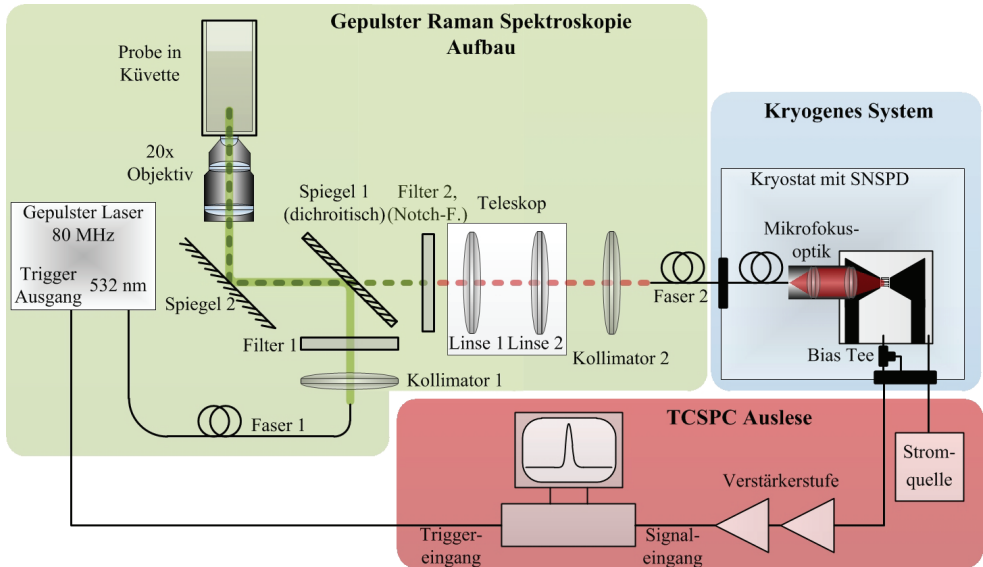 Gepulster Raman Spektroskopie
Aufbau
Probe in
Küvette
20x
Objektiv
Spiegel 1
(dichroitisch)
Filter 2,
(Notch-F.)
Teleskop
Gepulster Laser
80 MHz
Trigger
Ausgang
532 nm
Spiegel 2
Filter 1
Linse 1
Linse 2
Kollimator 2
Kollimator 1
Faser 1
Faser 2
Kryogenes System
Kryostat mit SNSPD
Mikrofokus-
optik
Bias Tee
TCSPC Auslese
Strom-
quelle
Verstärkerstufe
Trigger-
eingang
Signal-
eingang